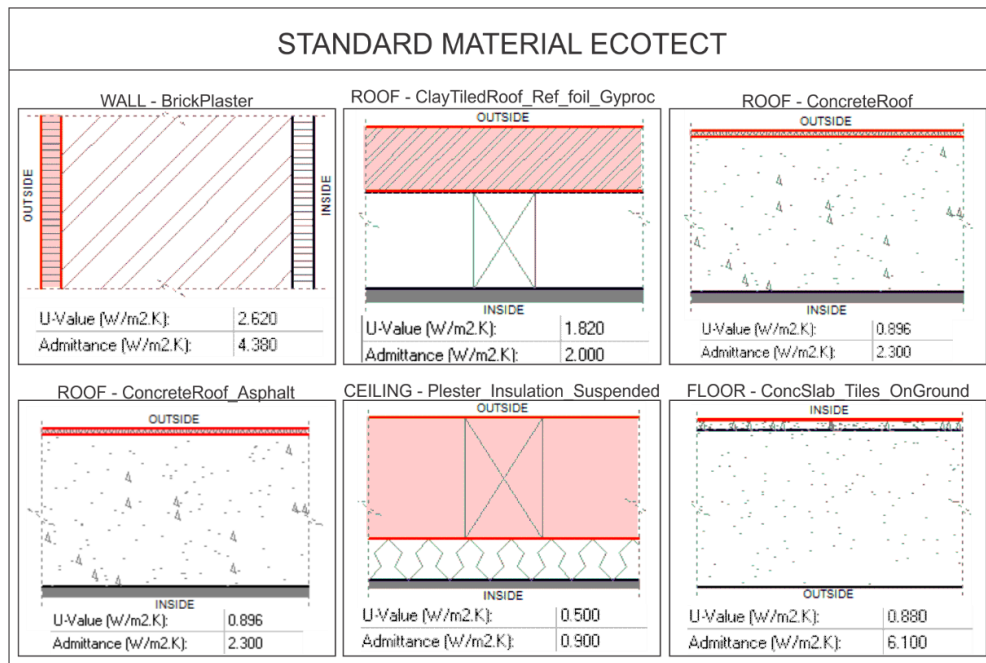 STANDARD MATERIAL ECOTECT
WALL - BrickPlaster
OUTSIDE
INSIDE
U-Value (W/m2.K): 2.620
Admittance (W/m2.K): 4.380
ROOF - ClayTiledRoof_Ref_foil_Gyproc
OUTSIDE
INSIDE
U-Value (W/m2.K): 1.820
Admittance (W/m2.K): 2.000
ROOF - ConcreteRoof
OUTSIDE
INSIDE
U-Value (W/m2.K): 0.896
Admittance (W/m2.K): 2.300
ROOF - ConcreteRoof_Asphalt
OUTSIDE
INSIDE
U-Value (W/m2.K): 0.896
Admittance (W/m2.K): 2.300
CEILING - Plester_Insulation_Suspended
OUTSIDE
INSIDE
U-Value (W/m2.K): 0.500
Admittance (W/m2.K): 0.900
FLOOR - ConcSlab_Tiles_OnGround
INSIDE
OUTSIDE
U-Value (W/m2.K): 0.880
Admittance (W/m2.K): 6.100